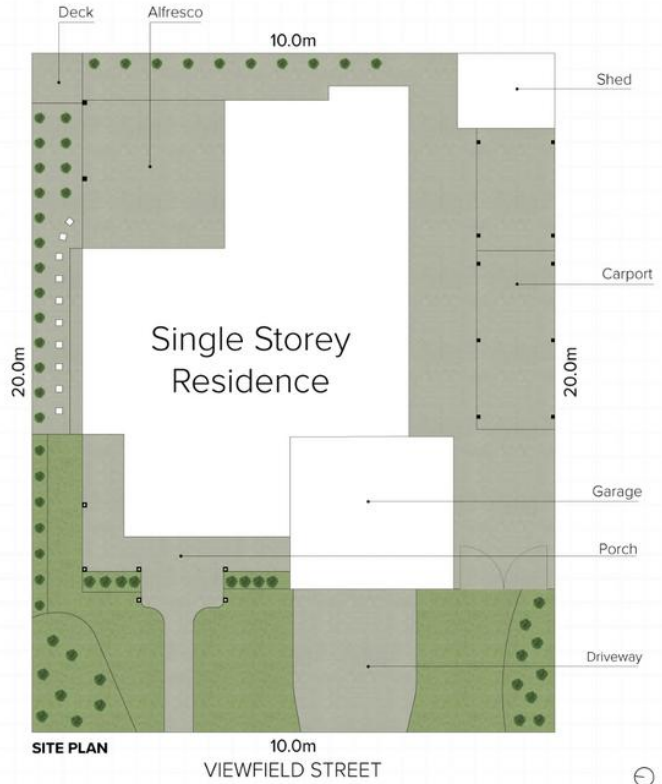 Deck
Alfresco
10.0m
Shed
Carport
Single Storey
Residence
20.0m
20.0m
Garage
Porch
Driveway
SITE PLAN
10.0m
VIEWFIELD STREET